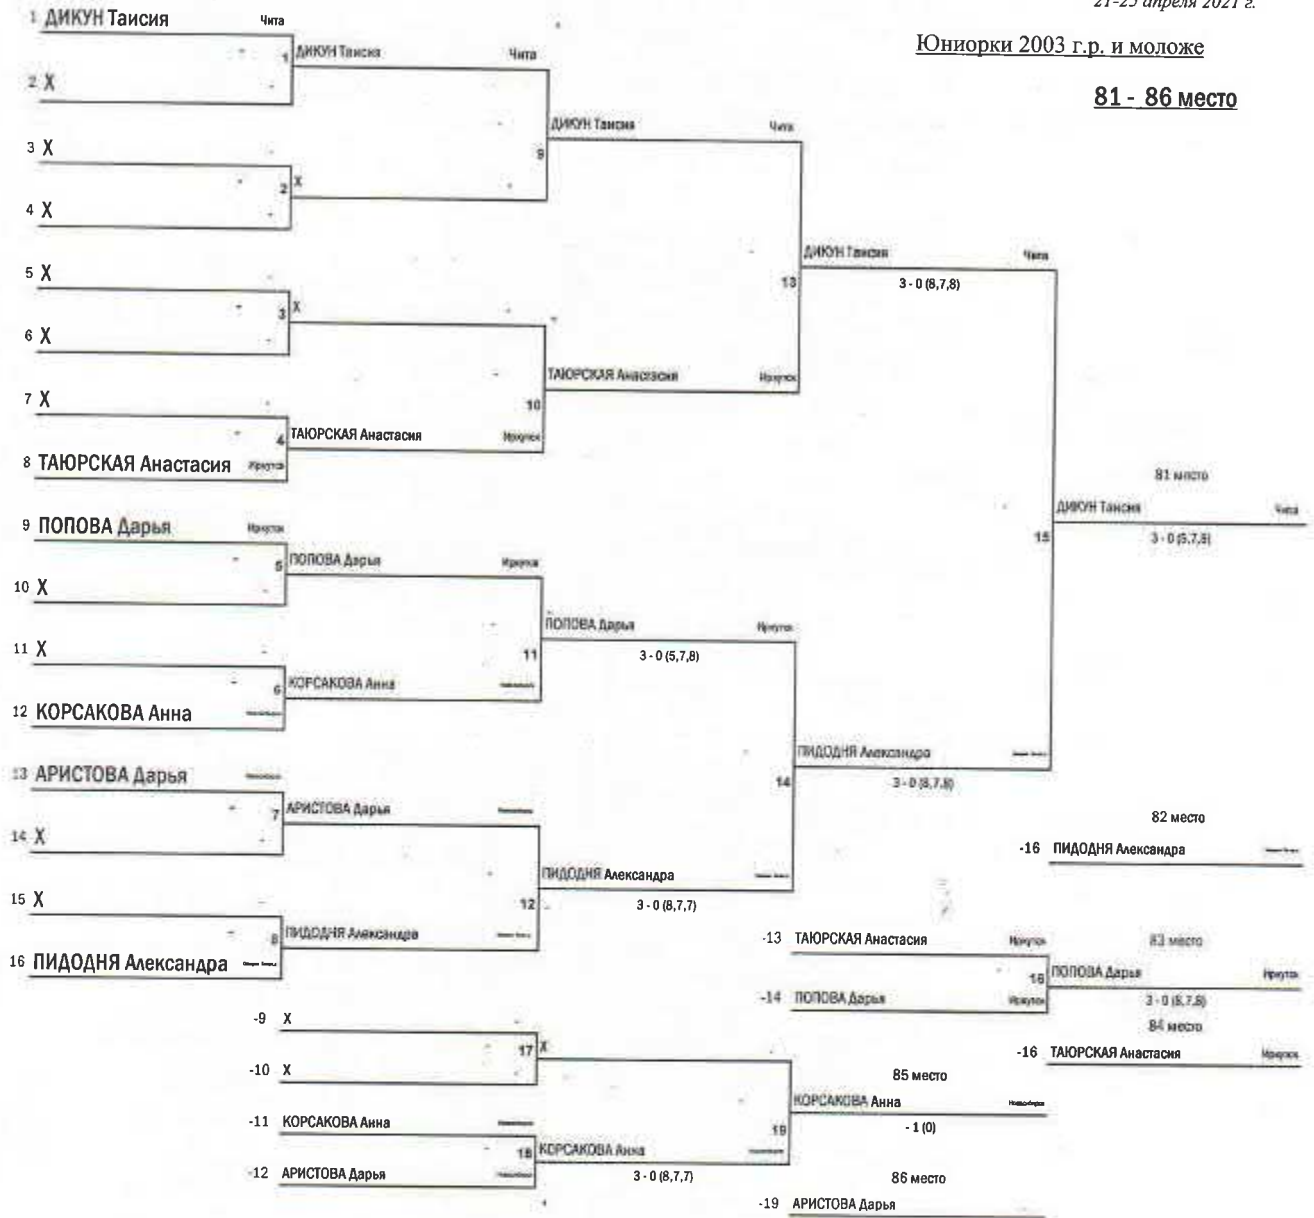 21-25 апреля 2021 г.
Юниорки 2003 г.р. и моложе
81 - 86 место
1 ДИКУН Таисия Чита
1 ДИКУН Таисия Чита
2 X
ДИКУН Таисия Чита
3 X
9
2 X
4 X
ДИКУН Таисия Чита
5 X
13
3 - 0 (8,7,8)
3 X
6 X
ТАЮРСКАЯ Анастасия Иркутск
7 X
10
4 ТАЮРСКАЯ Анастасия Иркутск
8 ТАЮРСКАЯ Анастасия Иркутск
81 место
ДИКУН Таисия Чита
9 ПОПОВА Дарья Иркутск
15
3 - 0 (5,7,8)
5 ПОПОВА Дарья Иркутск
10 X
ПОПОВА Дарья Иркутск
11 X
11
3 - 0 (5,7,8)
6 КОРСАКОВА Анна
12 КОРСАКОВА Анна
ПИДОДНЯ Александра
13 АРИСТОВА Дарья
14
3 - 0 (8,7,8)
7 АРИСТОВА Дарья
14 X
82 место
-16 ПИДОДНЯ Александра
ПИДОДНЯ Александра
15 X
12
3 - 0 (8,7,7)
8 ПИДОДНЯ Александра
16 ПИДОДНЯ Александра
-13 ТАЮРСКАЯ Анастасия Иркутск
83 место
16 ПОПОВА Дарья Иркутск
-14 ПОПОВА Дарья Иркутск
3 - 0 (8,7,8)
84 место
-9 X
17 X
-16 ТАЮРСКАЯ Анастасия Иркутск
-10 X
85 место
КОРСАКОВА Анна Новосибирск
-11 КОРСАКОВА Анна
19
- 1 (0)
18 КОРСАКОВА Анна
-12 АРИСТОВА Дарья
3 - 0 (8,7,7)
86 место
-19 АРИСТОВА Дарья